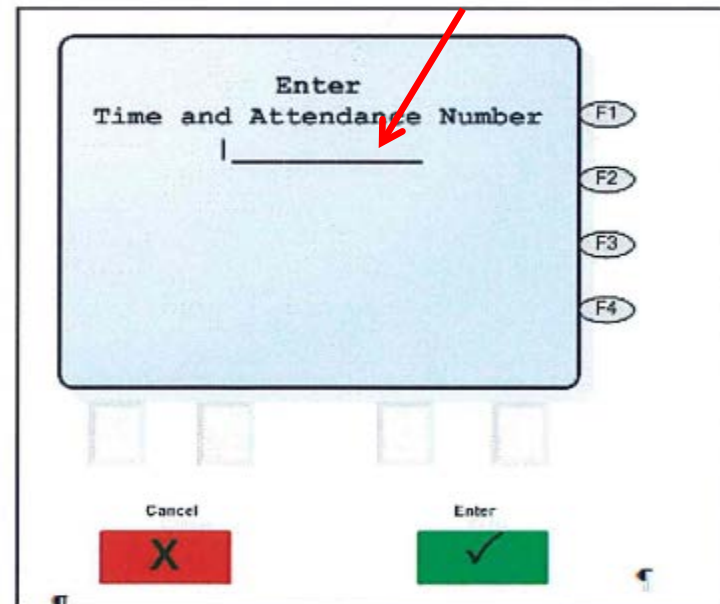 Enter
Time and Attendance Number
F1
F2
F3
F4
Cancel
Enter
X
✓
¶
¶